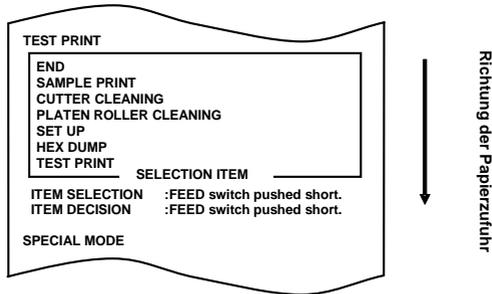 TEST PRINT
END
SAMPLE PRINT
CUTTER CLEANING
PLATEN ROLLER CLEANING
SET UP
HEX DUMP
TEST PRINT
SELECTION ITEM
ITEM SELECTION :FEED switch pushed short.
ITEM DECISION :FEED switch pushed short.
SPECIAL MODE
Richtung der Papierzufuhr